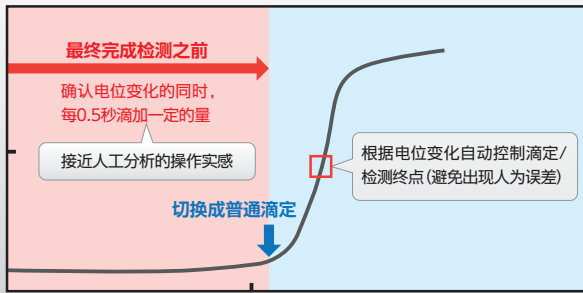 最终完成检测之前
确认电位变化的同时，
每0.5秒滴加一定的量
接近人工分析的操作实感
切换成普通滴定
根据电位变化自动控制滴定/
检测终点(避免出现人为误差)